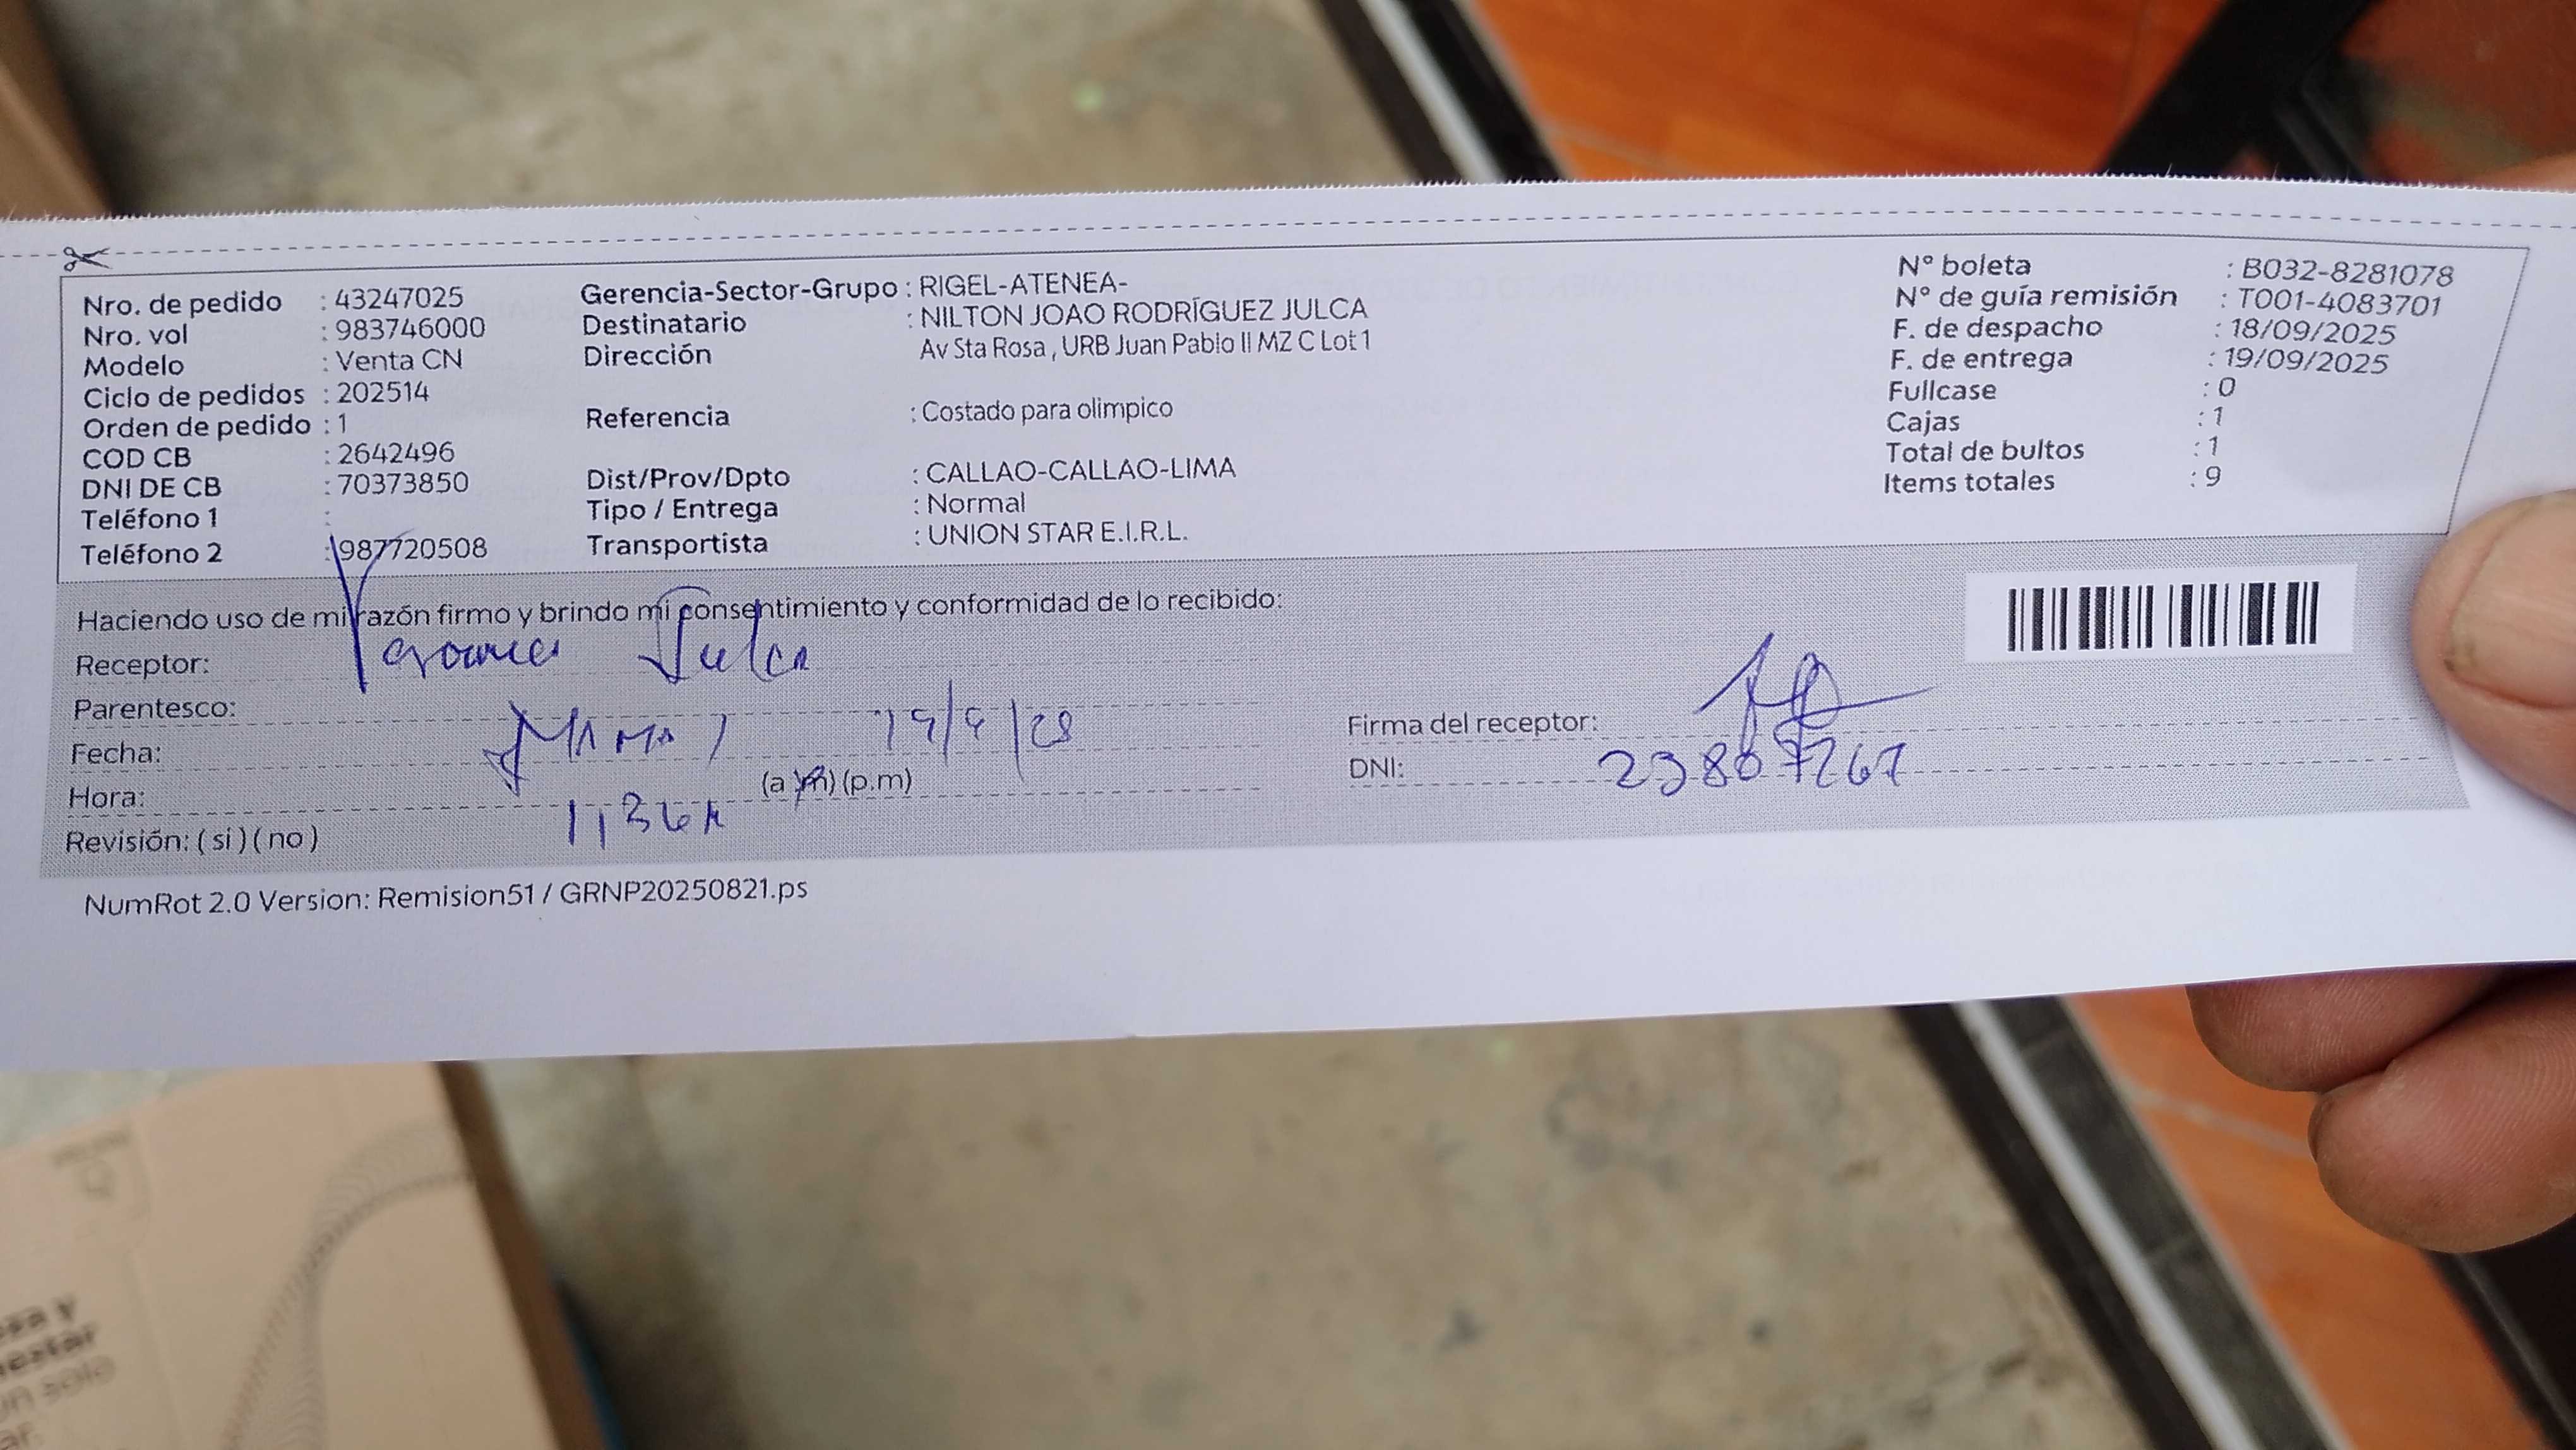 Nro. de pedido : 43247025
Nro. vol : 983746000
Modelo : Venta CN
Ciclo de pedidos : 202514
Orden de pedido : 1
COD CB : 2642496
DNI DE CB : 70373850
Teléfono 1 :
Teléfono 2 : 987720508
Gerencia-Sector-Grupo : RIGEL-ATENEA-
Destinatario : NILTON JOAO RODRÍGUEZ JULCA
Dirección Av Sta Rosa , URB Juan Pablo II MZ C Lot 1
Referencia : Costado para olimpico
Dist/Prov/Dpto : CALLAO-CALLAO-LIMA
Tipo / Entrega : Normal
Transportista : UNION STAR E.I.R.L.
N° boleta : B032-8281078
N° de guía remisión : T001-4083701
F. de despacho : 18/09/2025
F. de entrega : 19/09/2025
Fullcase : 0
Cajas : 1
Total de bultos : 1
Items totales : 9
Haciendo uso de mi razón firmo y brindo mi consentimiento y conformidad de lo recibido:
Receptor: Julca
Parentesco: MAMA
Fecha:
Hora: (a.m) (p.m)
Revisión: ( si ) ( no )
Firma del receptor:
DNI: 23807267
NumRot 2.0 Version: Remision51 / GRNP20250821.ps